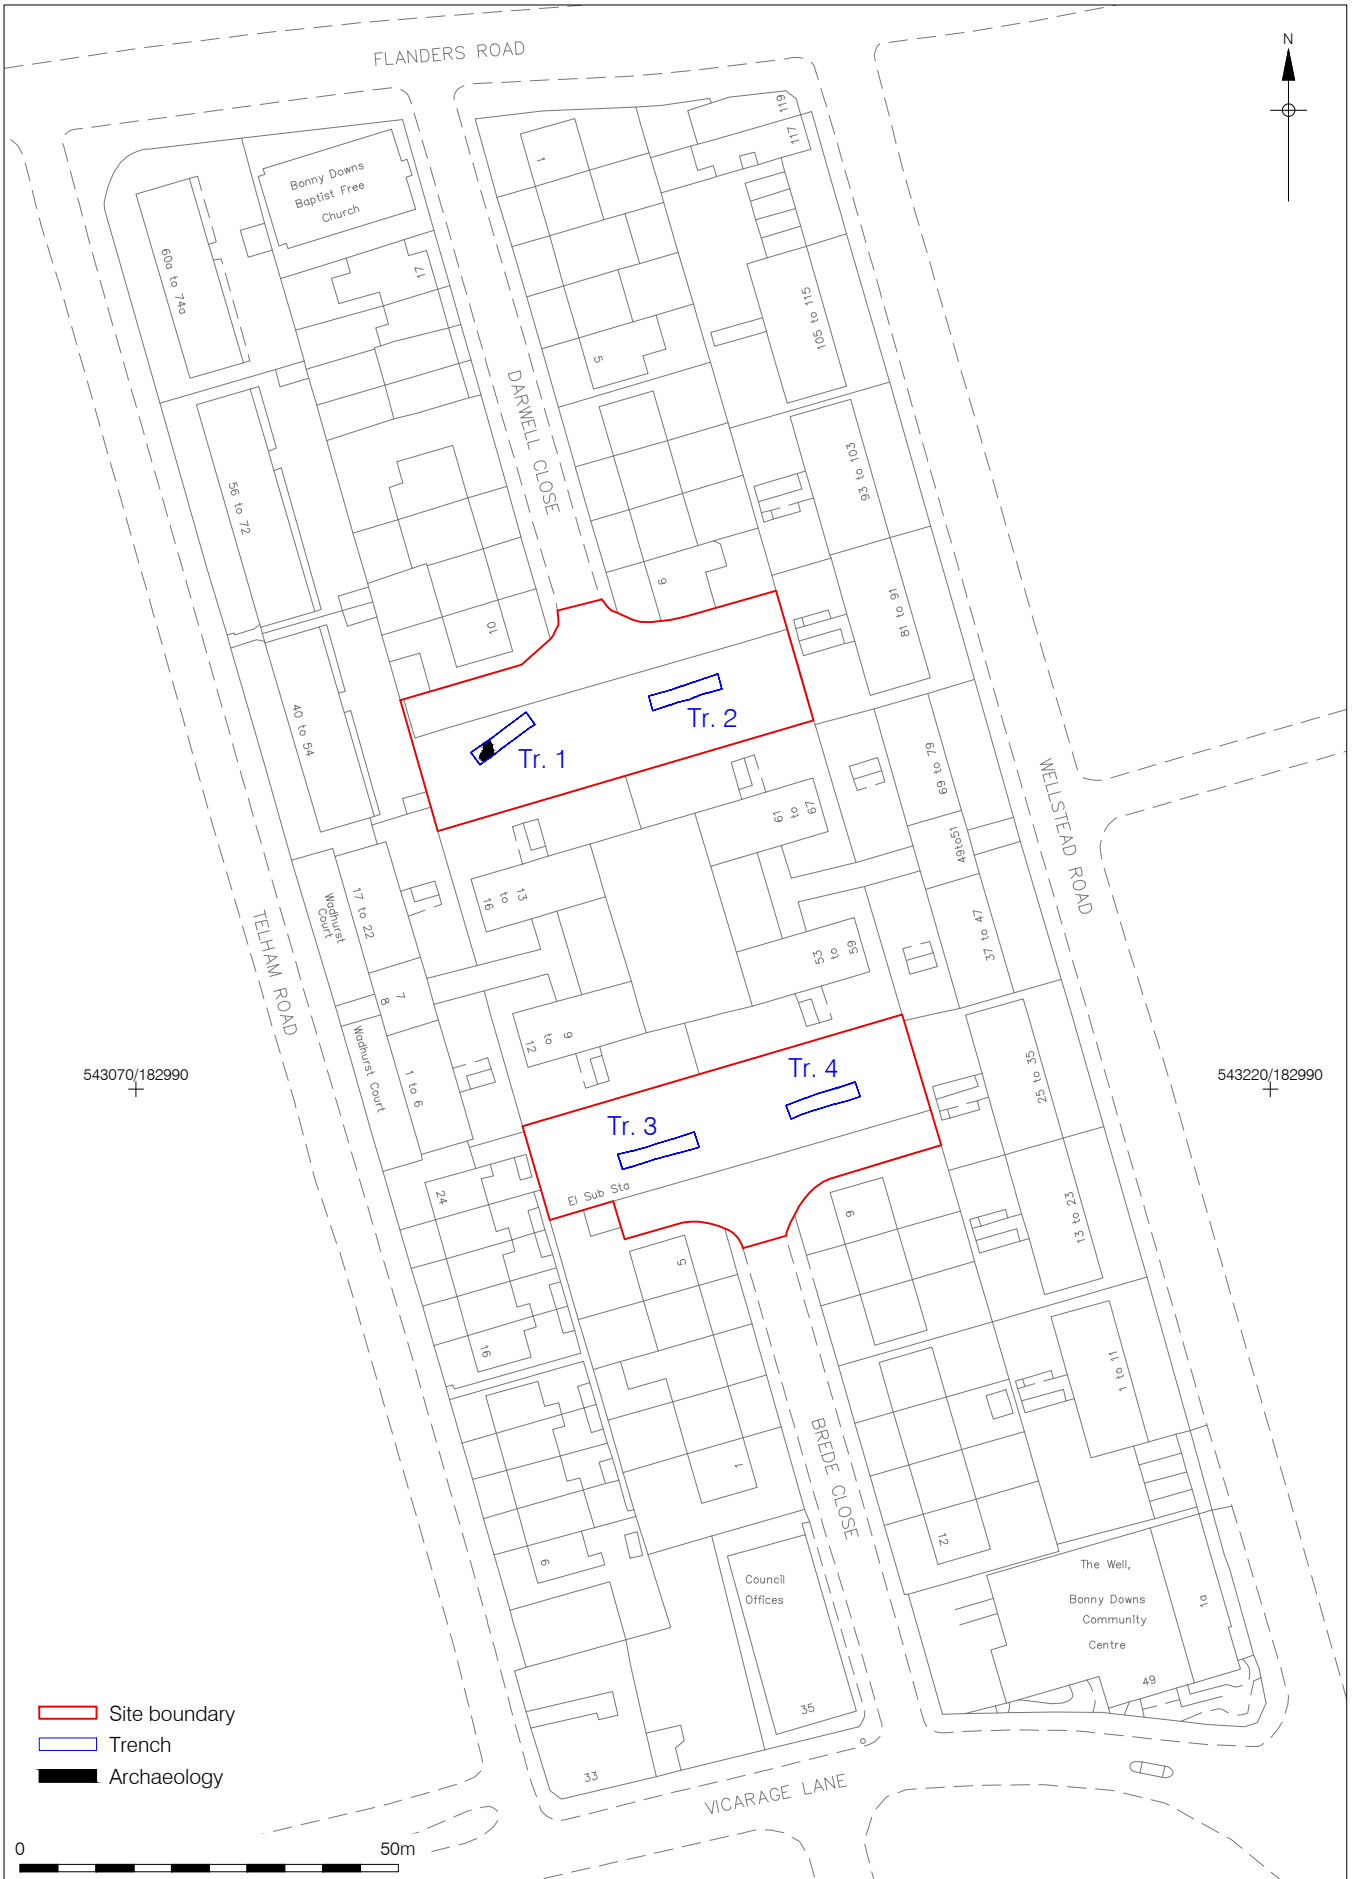 FLANDERS ROAD
N
119
117
1
Bonny Downs
Baptist Free
Church
17
60a to 74a
105 to 115
5
DARWELL CLOSE
93 to 103
56 to 72
9
81 to 91
10
40 to 54
Tr. 2
Tr. 1
69 to 79
WELLSTEAD ROAD
67
to
61
49to51
13
to
16
17 to 22
Wadhurst
Court
TELHAM ROAD
37 to 47
59
to
53
7
8
9
to
12
Wadhurst Court
1 to 6
25 to 35
543070/182990
543220/182990
Tr. 4
Tr. 3
El Sub Sta
24
6
13 to 23
5
16
1 to 11
BREDE CLOSE
1
12
6
Council
Offices
The Well,
Bonny Downs
Community
Centre
1a
49
35
33
VICARAGE LANE
Site boundary
Trench
Archaeology
0
50m